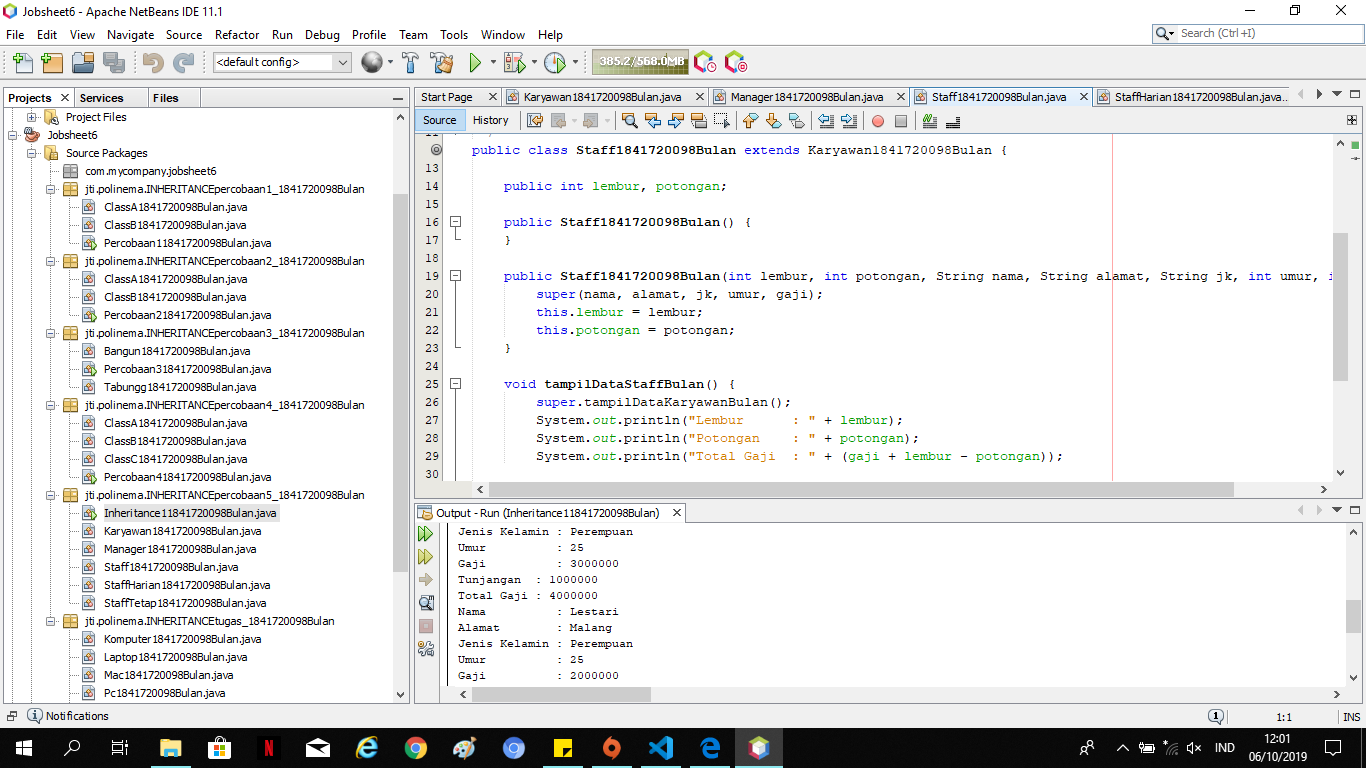 Jobsheet6 - Apache NetBeans IDE 11.1
File Edit View Navigate Source Refactor Run Debug Profile Team Tools Window Help
Search (Ctrl+I)
<default config>
385.2/568.0MB
Projects Services Files
Project Files
Jobsheet6
Source Packages
com.mycompany.jobsheet6
jti.polinema.INHERITANCEpercobaan1_1841720098Bulan
ClassA1841720098Bulan.java
ClassB1841720098Bulan.java
Percobaan11841720098Bulan.java
jti.polinema.INHERITANCEpercobaan2_1841720098Bulan
ClassA1841720098Bulan.java
ClassB1841720098Bulan.java
Percobaan21841720098Bulan.java
jti.polinema.INHERITANCEpercobaan3_1841720098Bulan
Bangun1841720098Bulan.java
Percobaan31841720098Bulan.java
Tabungg1841720098Bulan.java
jti.polinema.INHERITANCEpercobaan4_1841720098Bulan
ClassA1841720098Bulan.java
ClassB1841720098Bulan.java
ClassC1841720098Bulan.java
Percobaan41841720098Bulan.java
jti.polinema.INHERITANCEpercobaan5_1841720098Bulan
Inheritance11841720098Bulan.java
Karyawan1841720098Bulan.java
Manager1841720098Bulan.java
Staff1841720098Bulan.java
StaffHarian1841720098Bulan.java
StaffTetap1841720098Bulan.java
jti.polinema.INHERITANCEtugas_1841720098Bulan
Komputer1841720098Bulan.java
Laptop1841720098Bulan.java
Mac1841720098Bulan.java
Pc1841720098Bulan.java
Start Page Karyawan1841720098Bulan.java Manager1841720098Bulan.java Staff1841720098Bulan.java StaffHarian1841720098Bulan.java...
Source History
public class Staff1841720098Bulan extends Karyawan1841720098Bulan {
13
14 public int lembur, potongan;
15
16 public Staff1841720098Bulan() {
17 }
18
19 public Staff1841720098Bulan(int lembur, int potongan, String nama, String alamat, String jk, int umur, i
20 super(nama, alamat, jk, umur, gaji);
21 this.lembur = lembur;
22 this.potongan = potongan;
23 }
24
25 void tampilDataStaffBulan() {
26 super.tampilDataKaryawanBulan();
27 System.out.println("Lembur      : " + lembur);
28 System.out.println("Potongan    : " + potongan);
29 System.out.println("Total Gaji  : " + (gaji + lembur - potongan));
30
Output - Run (Inheritance11841720098Bulan)
Jenis Kelamin : Perempuan
Umur          : 25
Gaji          : 3000000
Tunjangan  : 1000000
Total Gaji : 4000000
Nama          : Lestari
Alamat        : Malang
Jenis Kelamin : Perempuan
Umur          : 25
Gaji          : 2000000
Notifications
1:1 INS
IND
12:01
06/10/2019